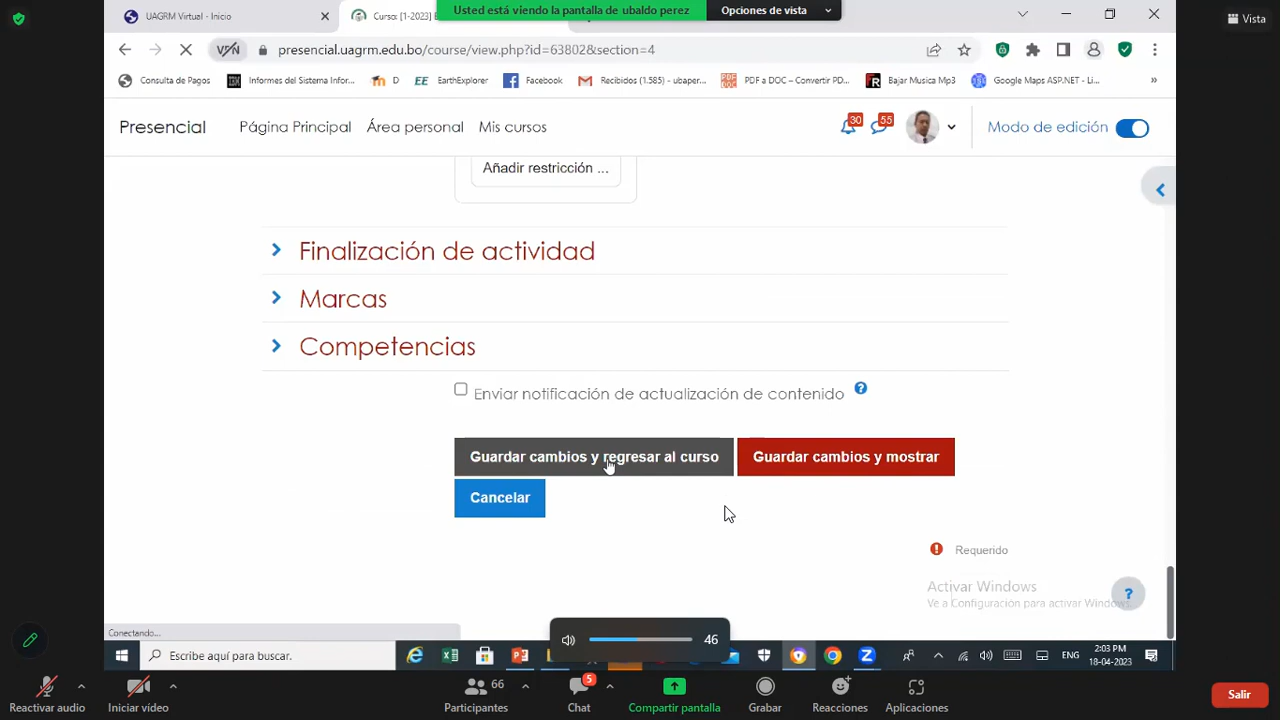 UAGRM Virtual - Inicio
Curso: [1-2023]
Usted está viendo la pantalla de ubaldo perez
Opciones de vista
Vista
presencial.uagrm.edu.bo/course/view.php?id=63802&section=4
Consulta de Pagos
Informes del Sistema Infor...
D
EarthExplorer
Facebook
Recibidos (1.585) - ubaper...
PDF a DOC – Convertir PD...
Bajar Musica Mp3
Google Maps ASP.NET - Li...
Presencial
Página Principal
Área personal
Mis cursos
30
55
Modo de edición
Añadir restricción ...
Finalización de actividad
Marcas
Competencias
Enviar notificación de actualización de contenido
Guardar cambios y regresar al curso
Guardar cambios y mostrar
Cancelar
Requerido
Activar Windows
Ve a Configuración para activar Windows.
Conectando...
46
Escribe aquí para buscar.
ENG
2:03 PM
18-04-2023
Reactivar audio
Iniciar vídeo
66
Participantes
5
Chat
Compartir pantalla
Grabar
Reacciones
Aplicaciones
Salir